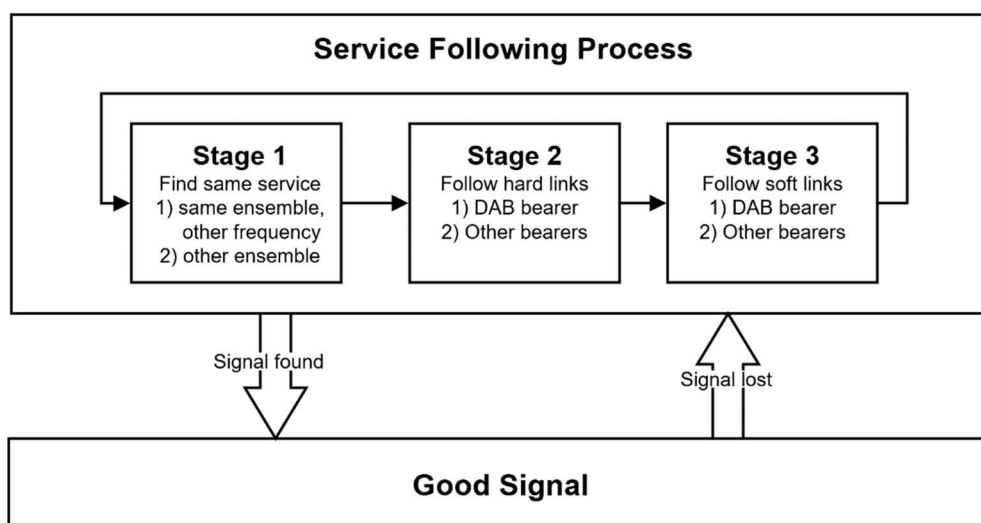 Service Following Process
Stage 1
Find same service
1) same ensemble,
other frequency
2) other ensemble
Stage 2
Follow hard links
1) DAB bearer
2) Other bearers
Stage 3
Follow soft links
1) DAB bearer
2) Other bearers
Signal found
Signal lost
Good Signal